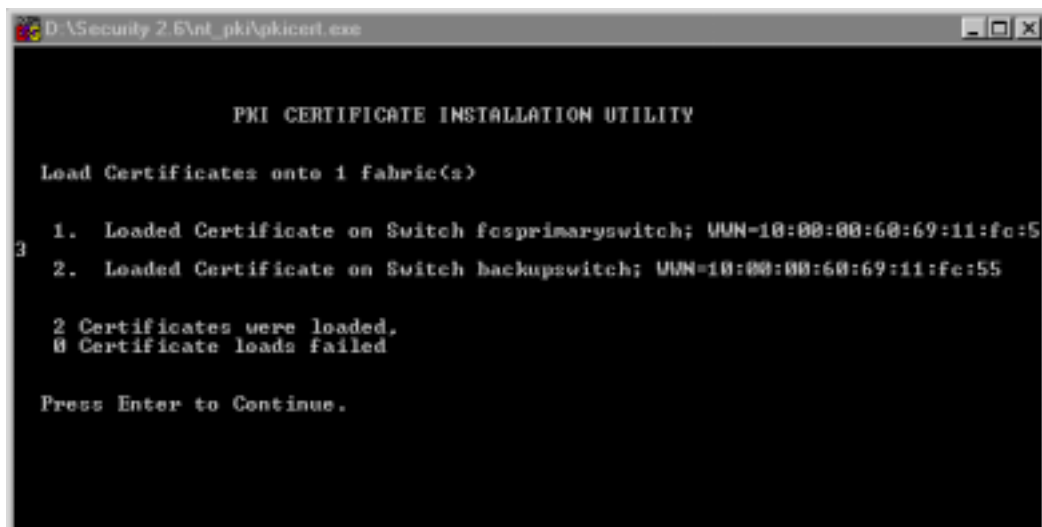 D:\Security 2.6\nt_pki\pkicert.exe
PKI CERTIFICATE INSTALLATION UTILITY
Load Certificates onto 1 fabric(s)
1. Loaded Certificate on Switch fcsprimaryswitch; WWN=10:00:00:60:69:11:fc:5
3
2. Loaded Certificate on Switch backupswitch; WWN=10:00:00:60:69:11:fc:55
2 Certificates were loaded,
0 Certificate loads failed
Press Enter to Continue.